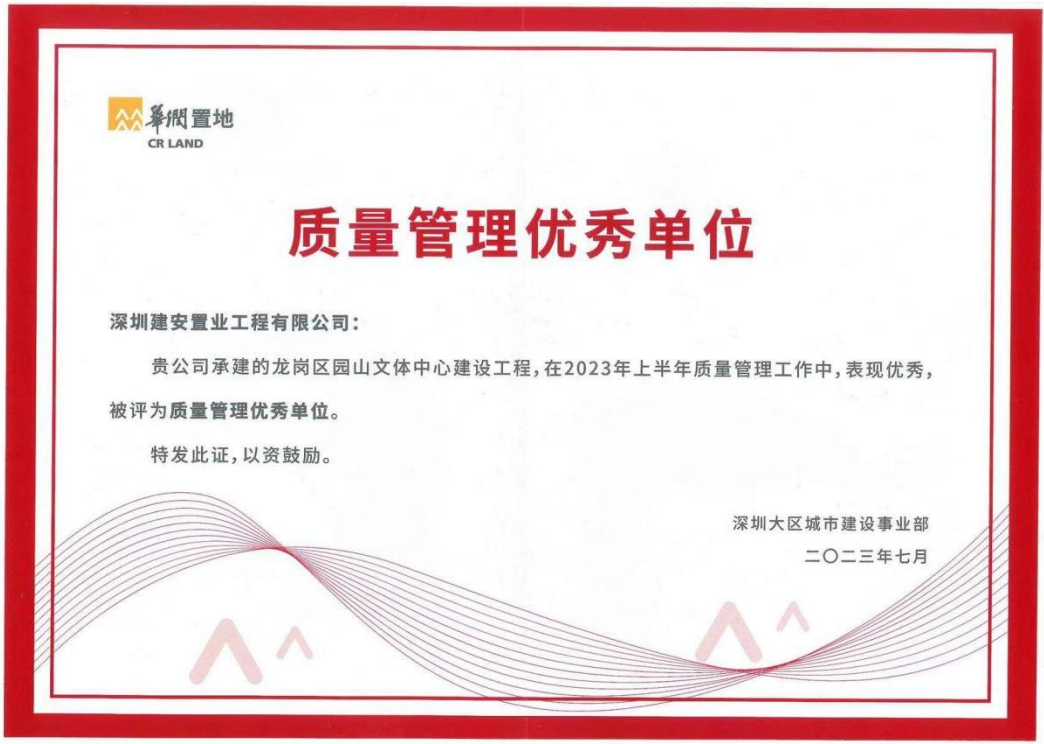 華潤置地
CR LAND
质量管理优秀单位
深圳建安置业工程有限公司：
贵公司承建的龙岗区园山文体中心建设工程，在2023年上半年质量管理工作中，表现优秀，
被评为质量管理优秀单位。
特发此证，以资鼓励。
深圳大区城市建设事业部
二〇二三年七月